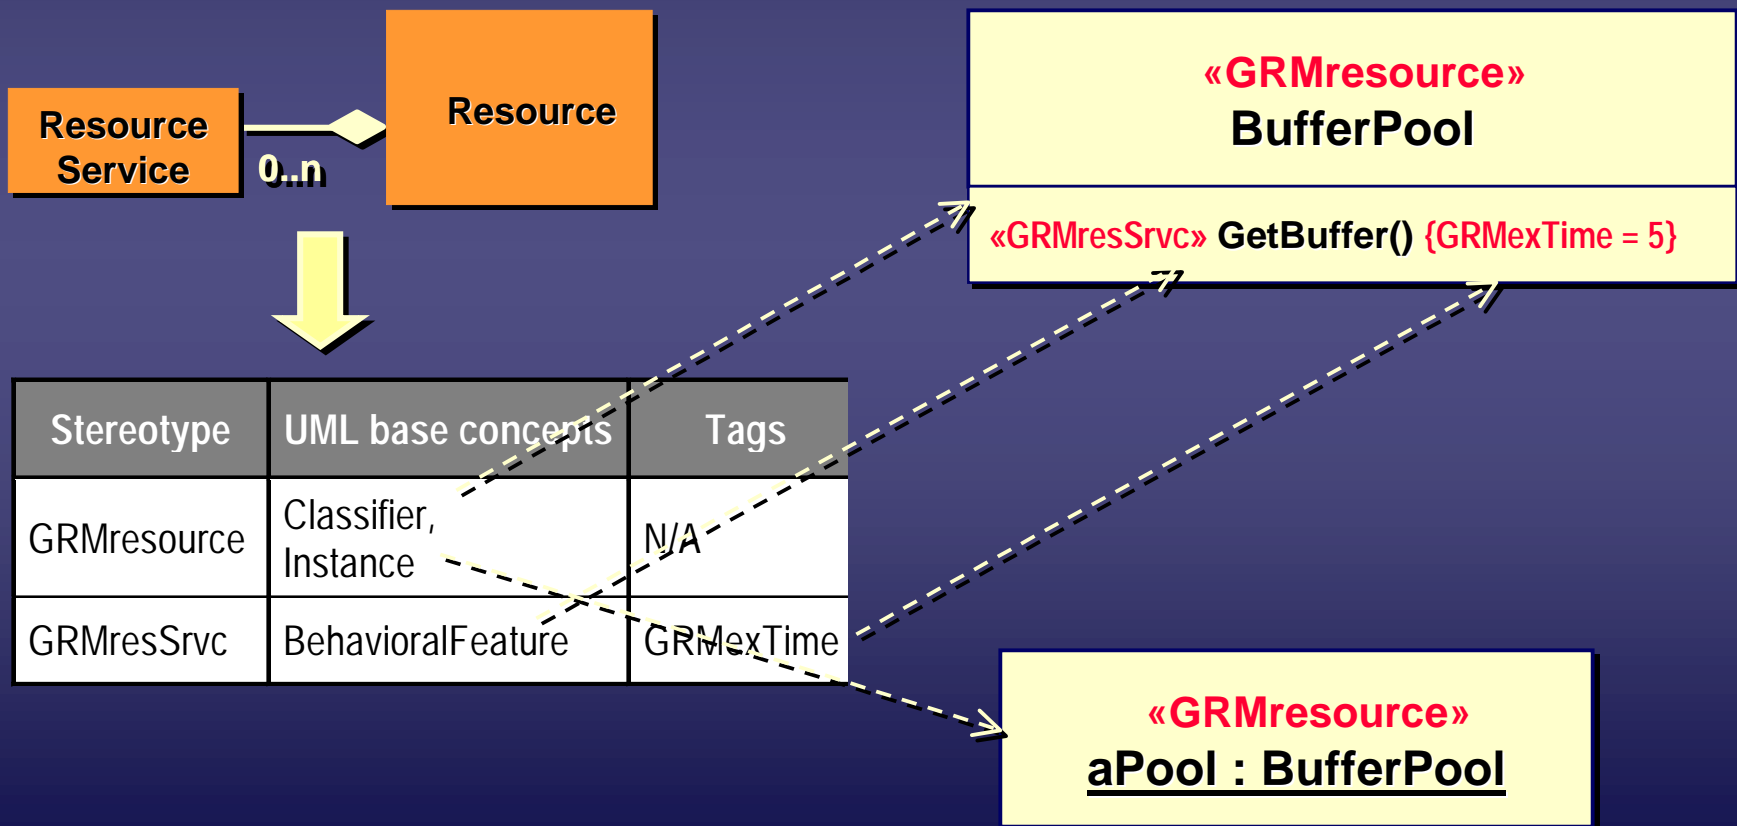 Resource
Service
0..n
Resource
«GRMresource»
BufferPool
«GRMresSrvc» GetBuffer() {GRMexTime = 5}
Stereotype UML base concepts Tags
GRMresource Classifier,
Instance N/A
GRMresSrvc BehavioralFeature GRMexTime
«GRMresource»
aPool : BufferPool